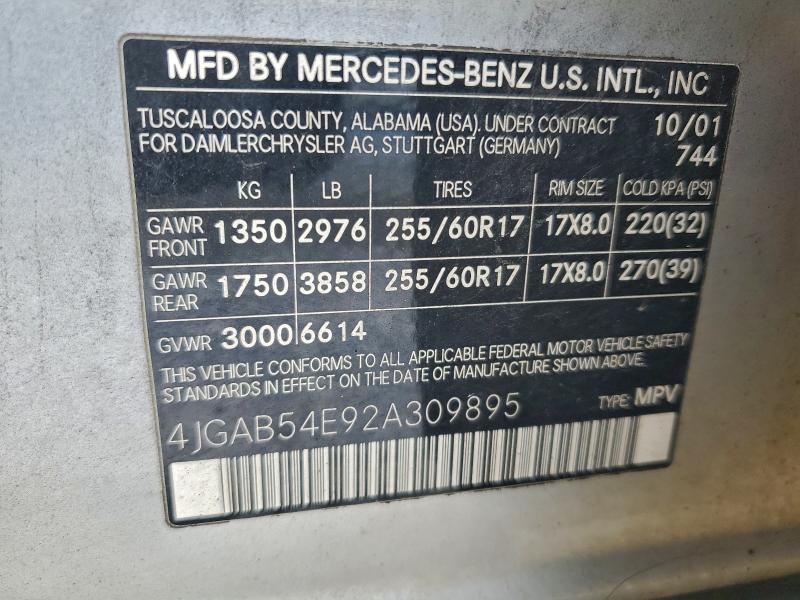 MFD BY MERCEDES-BENZ U.S. INTL., INC
TUSCALOOSA COUNTY, ALABAMA (USA). UNDER CONTRACT 10/01
FOR DAIMLERCHRYSLER AG, STUTTGART (GERMANY) 744
KG LB TIRES RIM SIZE COLD KPA (PSI)
GAWR FRONT 1350 2976 255/60R17 17X8.0 220(32)
GAWR REAR 1750 3858 255/60R17 17X8.0 270(39)
GVWR 3000 6614
THIS VEHICLE CONFORMS TO ALL APPLICABLE FEDERAL MOTOR VEHICLE SAFETY
STANDARDS IN EFFECT ON THE DATE OF MANUFACTURE SHOWN ABOVE.
4JGAB54E92A309895 TYPE: MPV